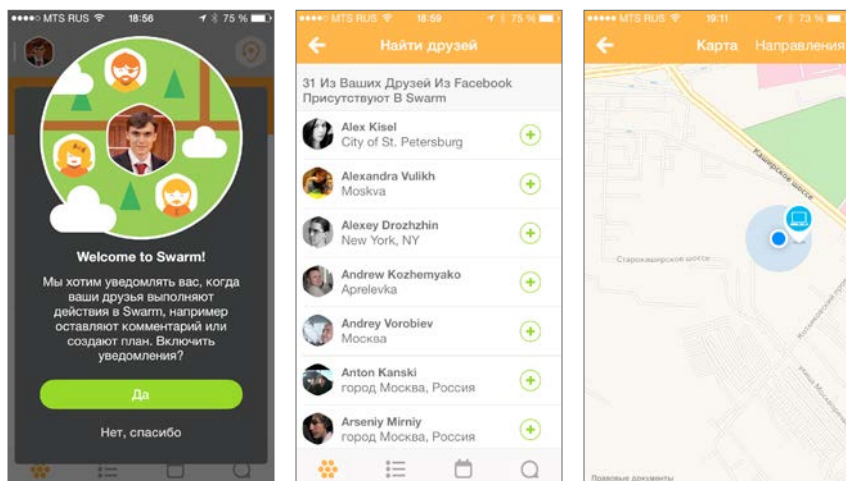 MTS RUS 18:56 75 %
Welcome to Swarm!
Мы хотим уведомлять вас, когда
ваши друзья выполняют
действия в Swarm, например
оставляют комментарий или
создают план. Включить
уведомления?
Да
Нет, спасибо
MTS RUS 18:59 75 %
Найти друзей
31 Из Ваших Друзей Из Facebook
Присутствуют В Swarm
Alex Kisel
City of St. Petersburg
Alexandra Vulikh
Moskva
Alexey Drozhzhin
New York, NY
Andrew Kozhemyako
Aprelevka
Andrey Vorobiev
Москва
Anton Kanski
город Москва, Россия
Arseniy Mirniy
город Москва, Россия
MTS RUS 19:11 73 %
Карта Направления
Каширское шоссе
Старокаширское шоссе
Правовые документы